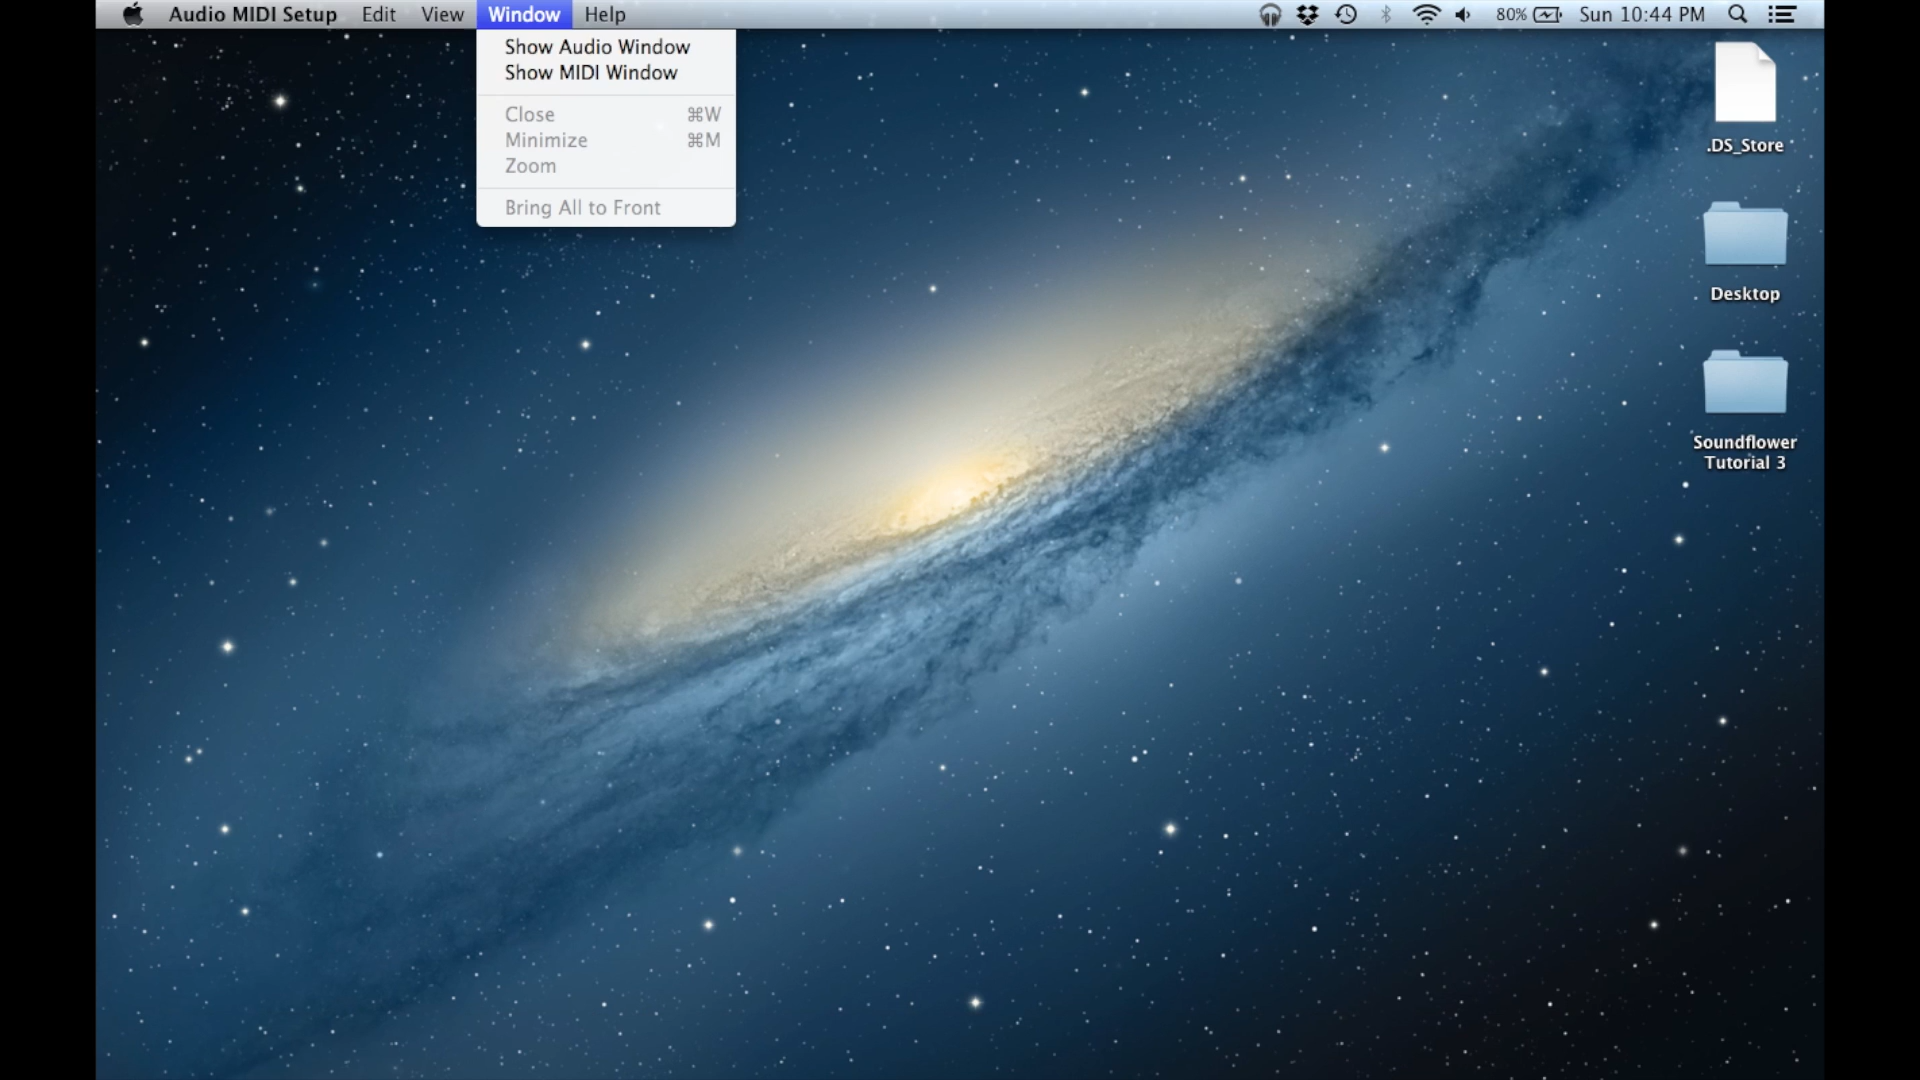 Audio MIDI Setup Edit View Window Help 80% Sun 10:44 PM
Show Audio Window
Show MIDI Window
Close ⌘W
Minimize ⌘M
Zoom
Bring All to Front
.DS_Store
Desktop
Soundflower
Tutorial 3